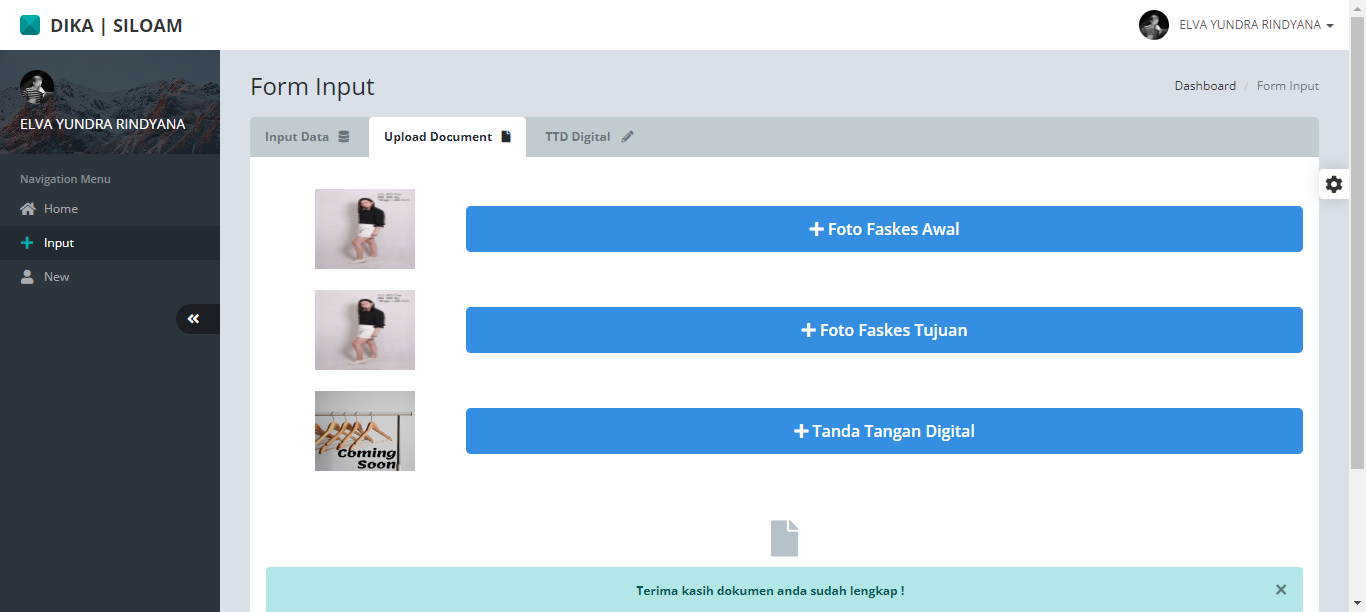 DIKA | SILOAM
ELVA YUNDRA RINDYANA
ELVA YUNDRA RINDYANA
Navigation Menu
Home
Input
New
Form Input
Dashboard / Form Input
Input Data
Upload Document
TTD Digital
Foto Faskes Awal
Foto Faskes Tujuan
Coming
Soon
Tanda Tangan Digital
Terima kasih dokumen anda sudah lengkap !